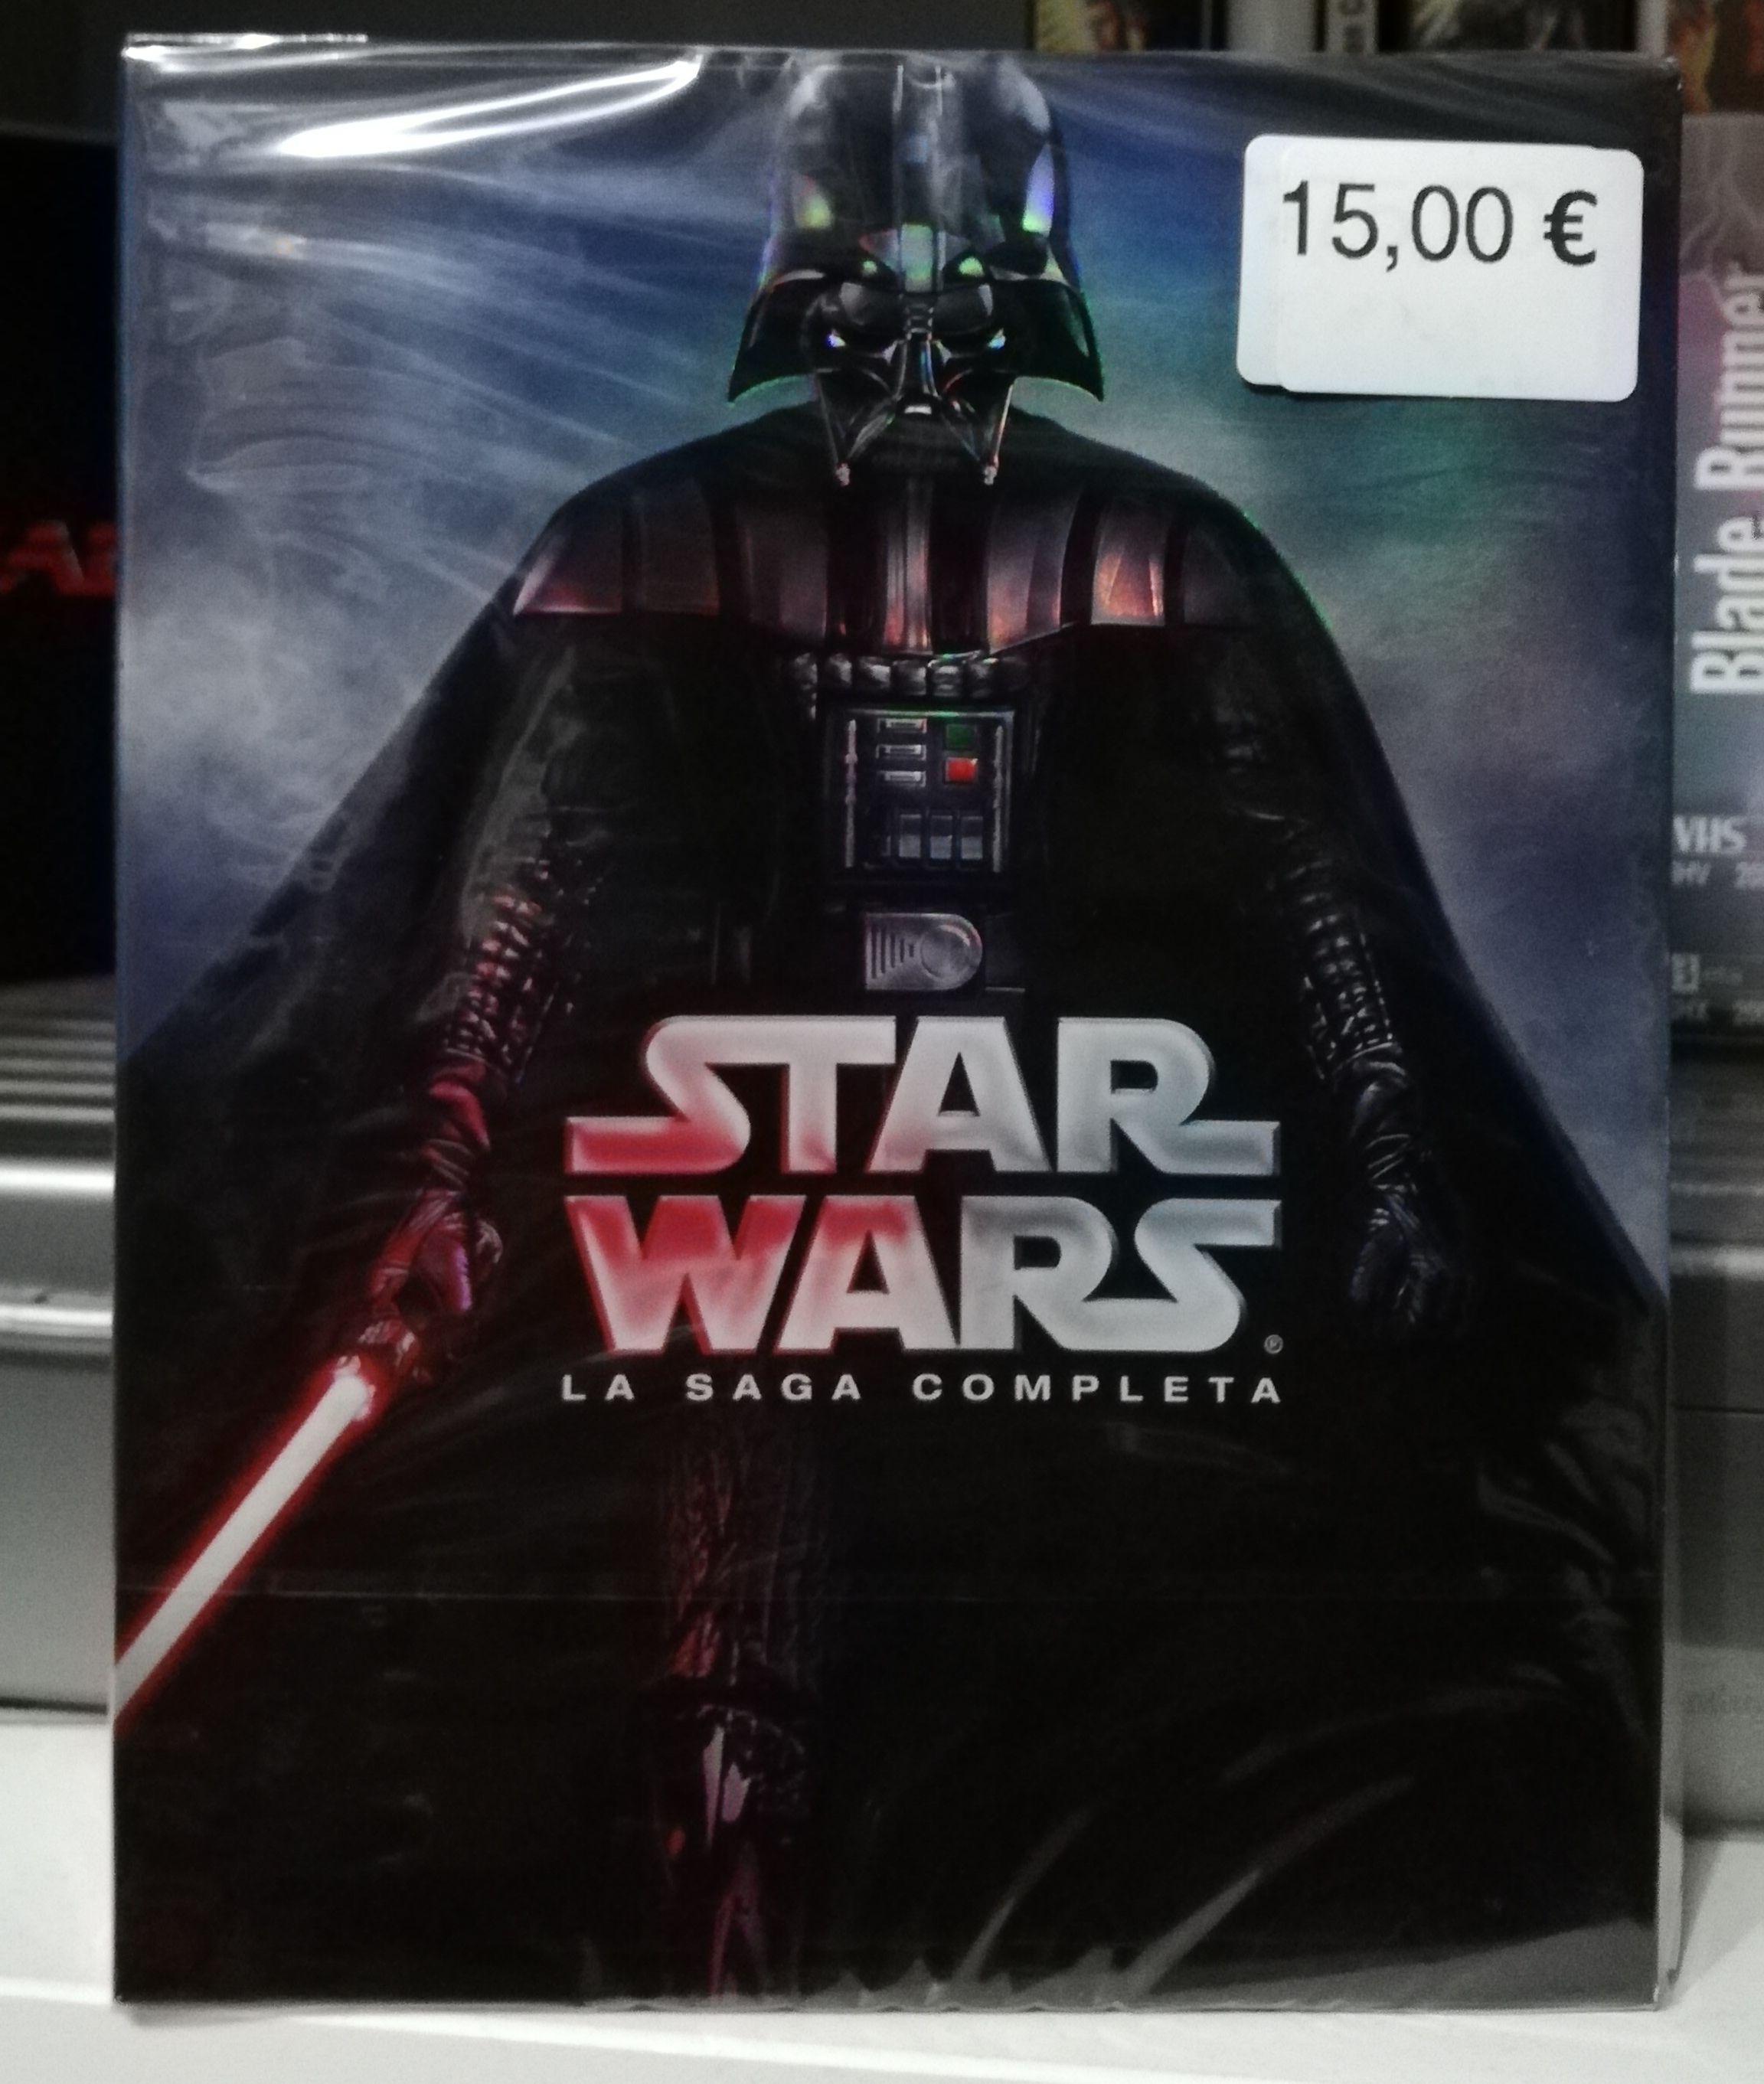 15,00 €
STAR
WARS
®
LA SAGA COMPLETA
Blade Runner
VHS